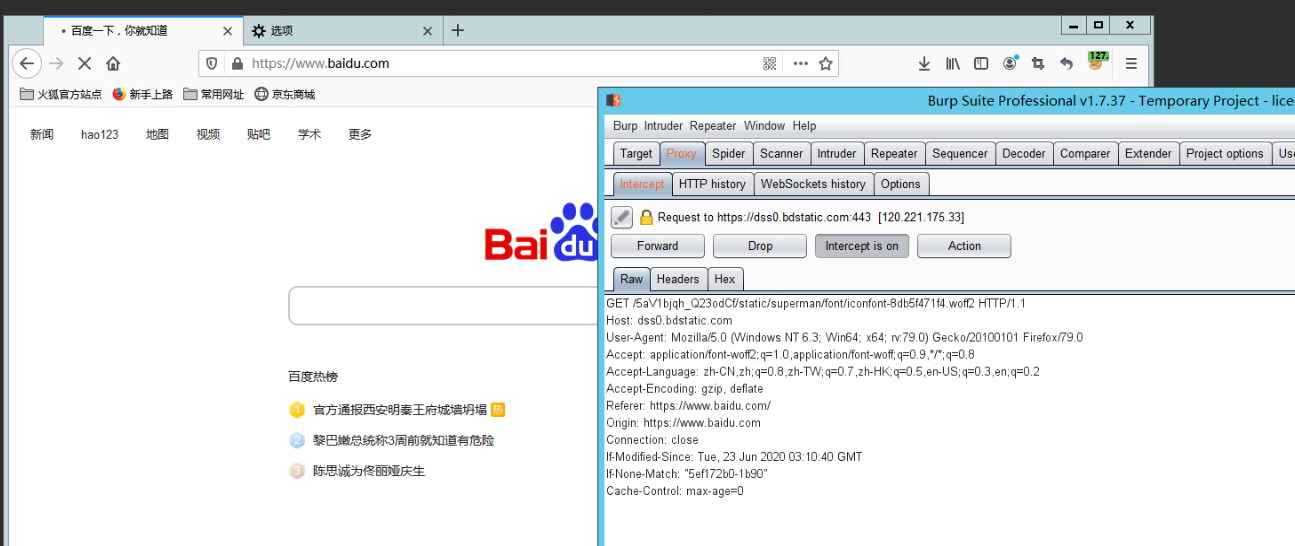 百度一下，你就知道
选项
https://www.baidu.com
127.
火狐官方站点 新手上路 常用网址 京东商城
新闻 hao123 地图 视频 贴吧 学术 更多
Bai du
百度热榜
1 官方通报西安明秦王府城墙坍塌 热
2 黎巴嫩总统称3周前就知道有危险
3 陈思诚为佟丽娅庆生
Burp Suite Professional v1.7.37 - Temporary Project - lice
Burp Intruder Repeater Window Help
Target Proxy Spider Scanner Intruder Repeater Sequencer Decoder Comparer Extender Project options Use
Intercept HTTP history WebSockets history Options
Request to https://dss0.bdstatic.com:443 [120.221.175.33]
Forward Drop Intercept is on Action
Raw Headers Hex
GET /5aV1bjqh_Q23odCf/static/superman/font/iconfont-8db5f471f4.woff2 HTTP/1.1
Host: dss0.bdstatic.com
User-Agent: Mozilla/5.0 (Windows NT 6.3; Win64; x64; rv:79.0) Gecko/20100101 Firefox/79.0
Accept: application/font-woff2;q=1.0,application/font-woff;q=0.9,*/*;q=0.8
Accept-Language: zh-CN,zh;q=0.8,zh-TW;q=0.7,zh-HK;q=0.5,en-US;q=0.3,en;q=0.2
Accept-Encoding: gzip, deflate
Referer: https://www.baidu.com/
Origin: https://www.baidu.com
Connection: close
If-Modified-Since: Tue, 23 Jun 2020 03:10:40 GMT
If-None-Match: "5ef172b0-1b90"
Cache-Control: max-age=0